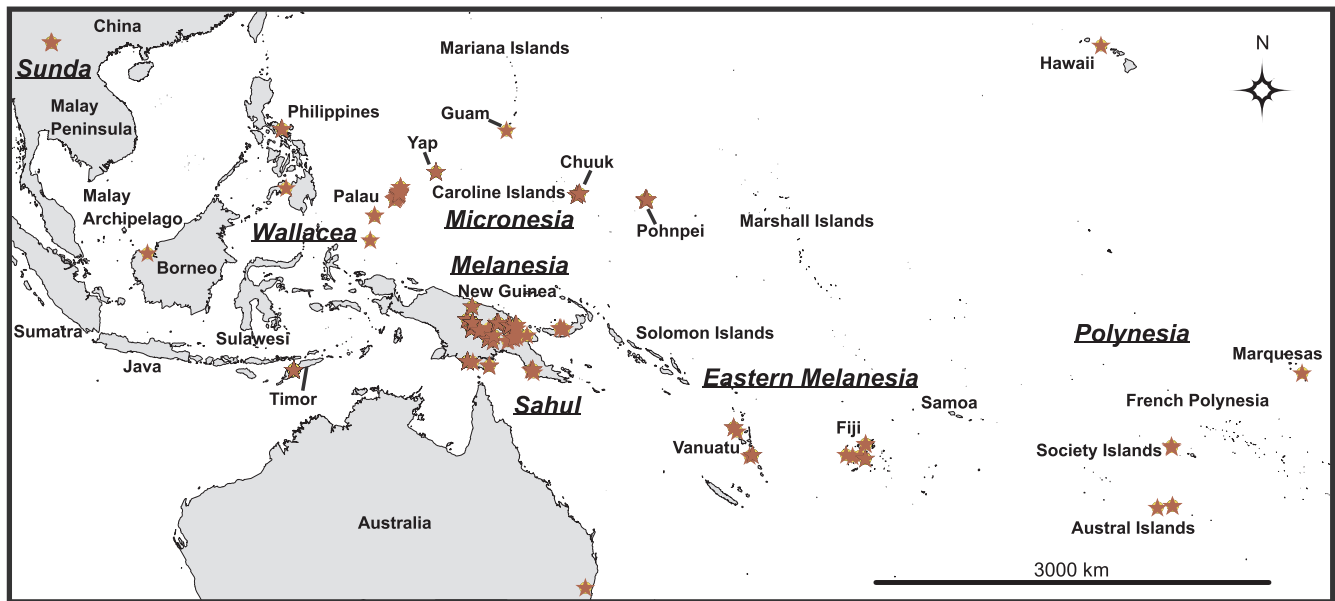 China
Mariana Islands
N
Hawaii
Sunda
Malay
Peninsula
Philippines
Guam
Yap
Chuuk
Malay
Archipelago
Palau
Caroline Islands
Micronesia
Pohnpei
Marshall Islands
Wallacea
Borneo
Melanesia
New Guinea
Sumatra
Sulawesi
Solomon Islands
Polynesia
Java
Marquesas
Timor
Sahul
Eastern Melanesia
Samoa
French Polynesia
Vanuatu
Fiji
Society Islands
Australia
Austral Islands
3000 km